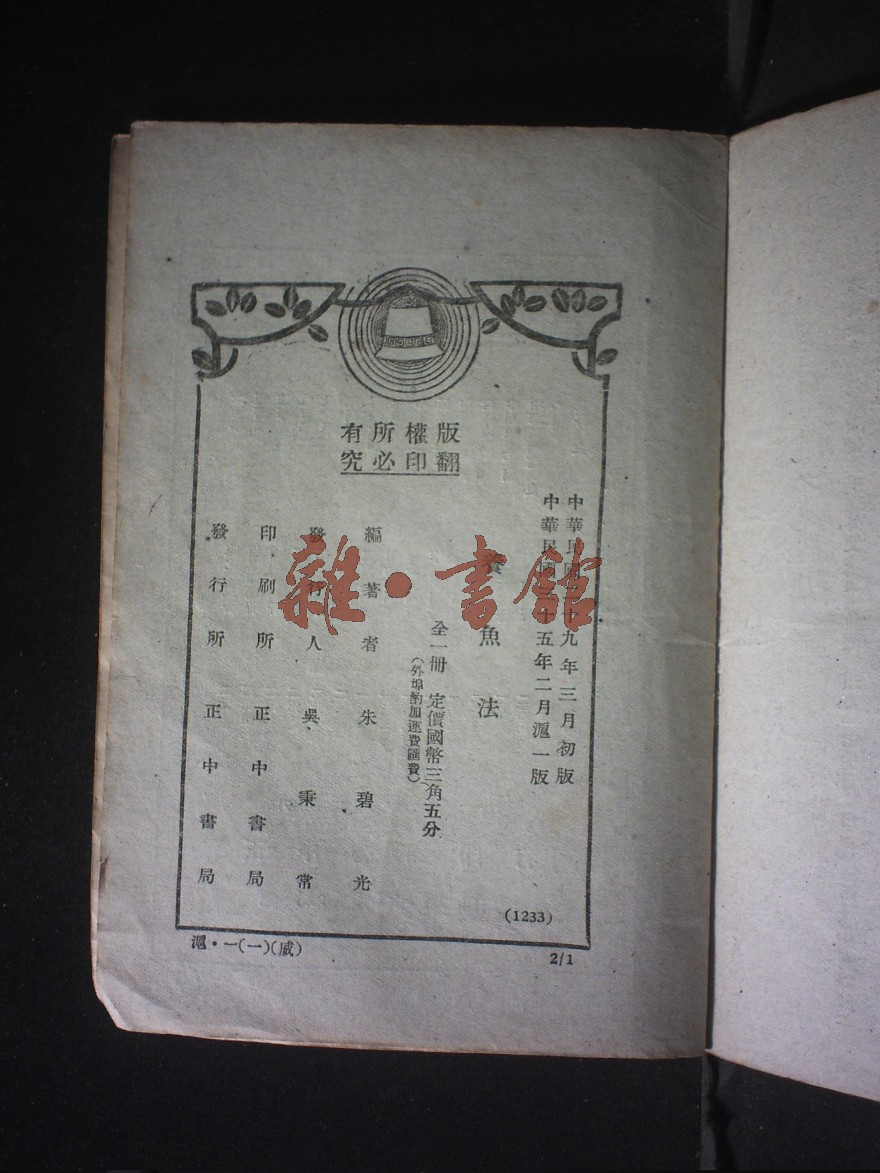 版權所有
翻印必究
中華民國二十九年三月初版
中華民國三十五年二月滬一版
養魚法
全一冊 定價國幣三角五分
(外埠酌加運費匯費)
編著者 朱碧光
發行人 吳秉常
印刷所 正中書局
發行所 正中書局
(1233)
滬・一(一)(威)
2/1
雜・書館